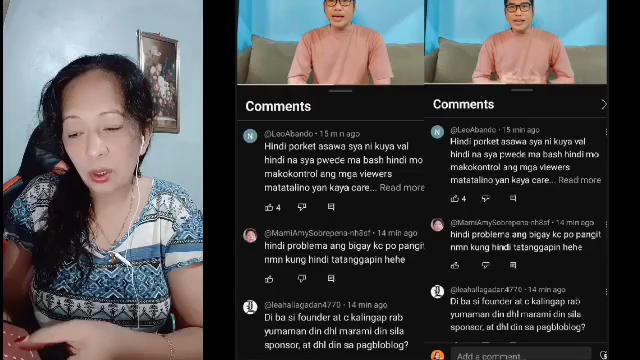 Comments
@LeoAbando • 15 min ago
Hindi porket asawa sya ni kuya val
hindi na sya pwede ma bash hindi mo
makokontrol ang mga viewers
matatalino yan kaya care... Read more
4
@MamiAmySobrepena-nh8sf • 14 min ago
hindi problema ang bigay kc po pangit
nmn kung hindi tatanggapin hehe
@leahallagadan4770 • 14 min ago
Di ba si founder at c kalingap rab
yumaman din dhl marami din sila
sponsor, at dhl din sa pagbloblog?
Comments
@LeoAbando • 15 min ago
Hindi porket asawa sya ni kuya val
hindi na sya pwede ma bash hindi mo
makokontrol ang mga viewers
matatalino yan kaya care... Read more
4
@MamiAmySobrepena-nh8sf • 14 min ago
hindi problema ang bigay kc po pangit
nmn kung hindi tatanggapin hehe
@leahallagadan4770 • 14 min ago
Di ba si founder at c kalingap rab
yumaman din dhl marami din sila
sponsor, at dhl din sa pagbloblog?
Add a comment...